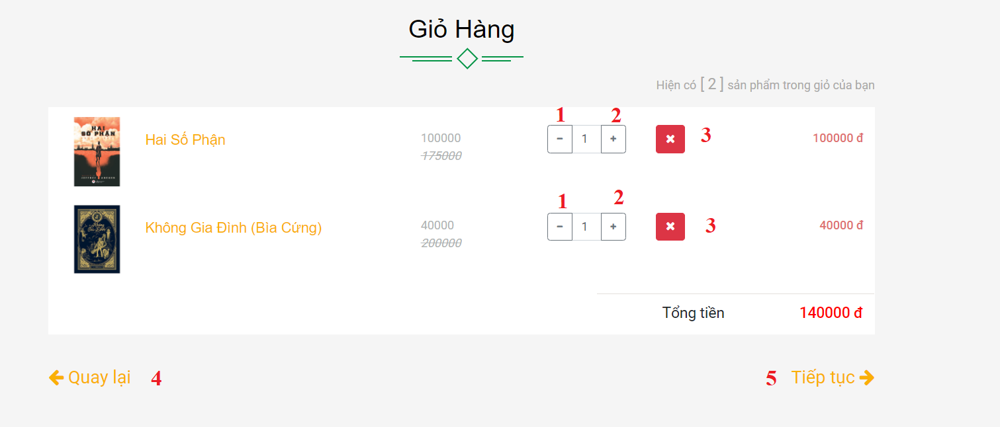 Giỏ Hàng
Hiện có [ 2 ] sản phẩm trong giỏ của bạn
1 2
HAI
SỐ PHẬN
JEFFREY ARCHER
Hai Số Phận 100000 - 1 + × 3 100000 đ
175000
1 2
Không
Gia Đình
Không Gia Đình (Bìa Cứng) 40000 - 1 + × 3 40000 đ
200000
Tổng tiền 140000 đ
Quay lại 4 5 Tiếp tục